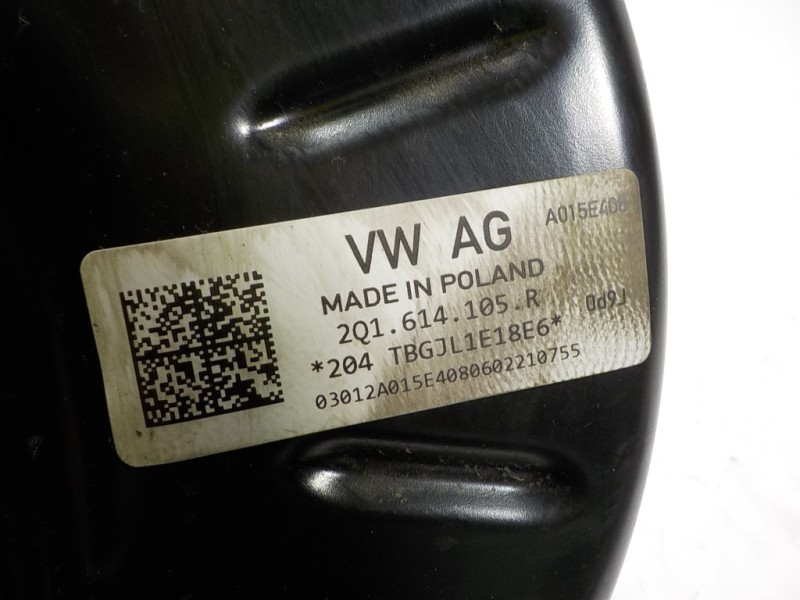 VW AG
A015E408
MADE IN POLAND
2Q1.614.105.R
0d9J
*204 TBGJL1E18E6*
03012A015E4080602210755